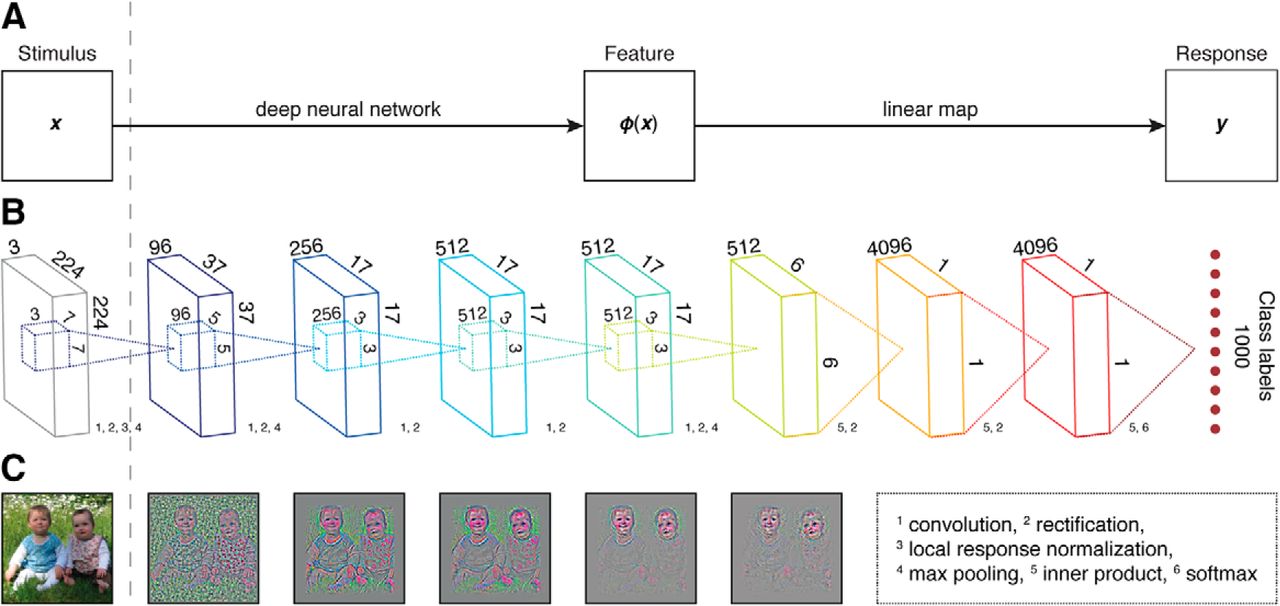 A
Stimulus
Feature
Response
x
deep neural network
ϕ(x)
linear map
y
B
3 224 224
3 7 7
1, 2, 3, 4
96 37 37
96 5 5
1, 2, 4
256 17 17
256 3 3
1, 2
512 17 17
512 3 3
1, 2
512 17 17
512 3 3
1, 2, 4
512 6 6
5, 2
4096 1 1
5, 2
4096 1 1
5, 6
Class labels
1000
C
¹ convolution, ² rectification,
³ local response normalization,
⁴ max pooling, ⁵ inner product, ⁶ softmax